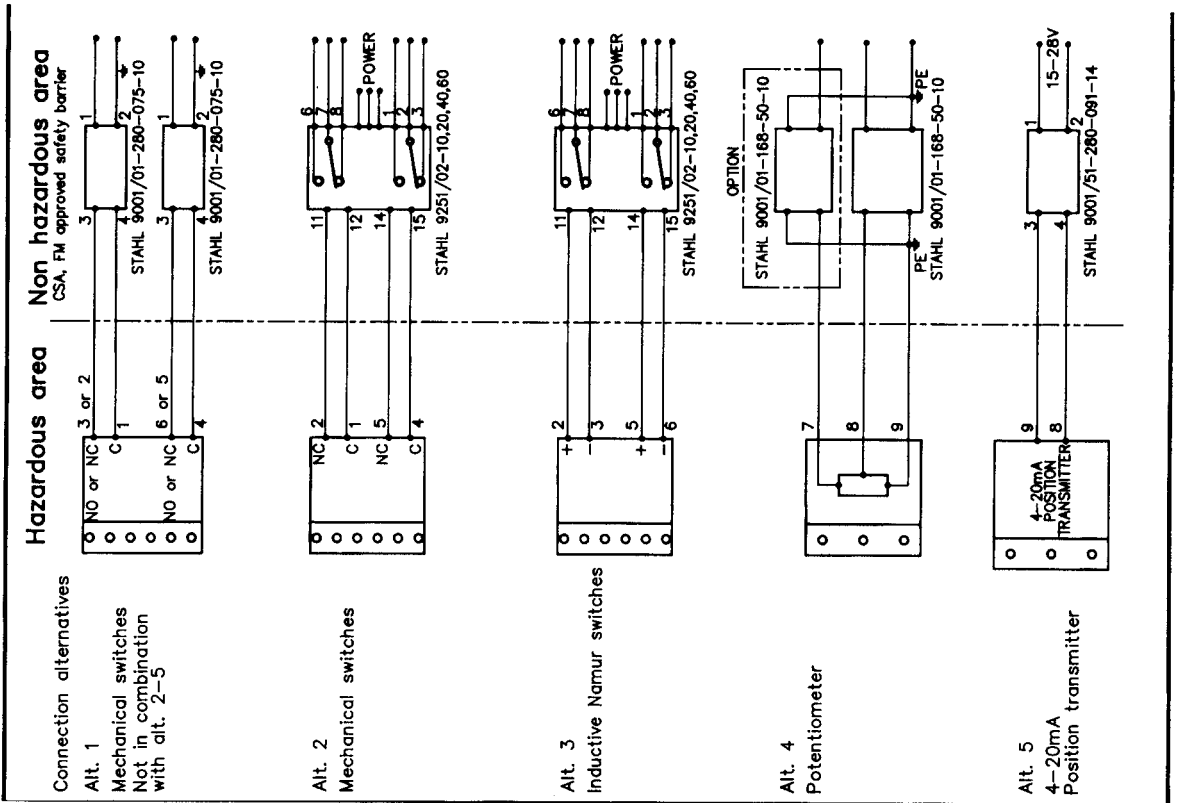 Hazardous area
Non hazardous area
CSA, FM approved safety barrier
Connection alternatives
Alt. 1
Mechanical switches
Not in combination
with alt. 2-5
NO or NC
3 or 2
C
1
NO or NC
6 or 5
C
4
3
1
4
2
STAHL 9001/01-280-075-10
3
1
4
2
STAHL 9001/01-280-075-10
Alt. 2
Mechanical switches
NC
2
C
1
NC
5
C
4
11
12
14
15
6
7
8
POWER
1
2
3
STAHL 9251/02-10,20,40,60
Alt. 3
Inductive Namur switches
+
2
-
3
+
5
-
6
11
12
14
15
6
7
8
POWER
1
2
3
STAHL 9251/02-10,20,40,60
Alt. 4
Potentiometer
7
8
9
OPTION
STAHL 9001/01-168-50-10
PE
PE
STAHL 9001/01-168-50-10
Alt. 5
4-20mA
Position transmitter
4-20mA
POSITION
TRANSMITTER
9
8
3
1
4
2
15-28V
STAHL 9001/51-280-091-14